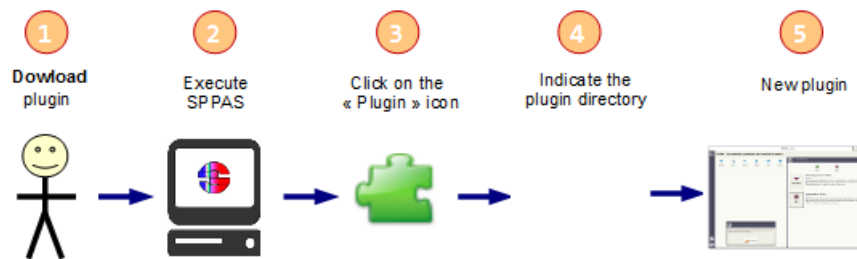 1
Dowload
plugin
2
Execute
SPPAS
3
Click on the
« Plugin » icon
4
Indicate the
plugin directory
5
New plugin